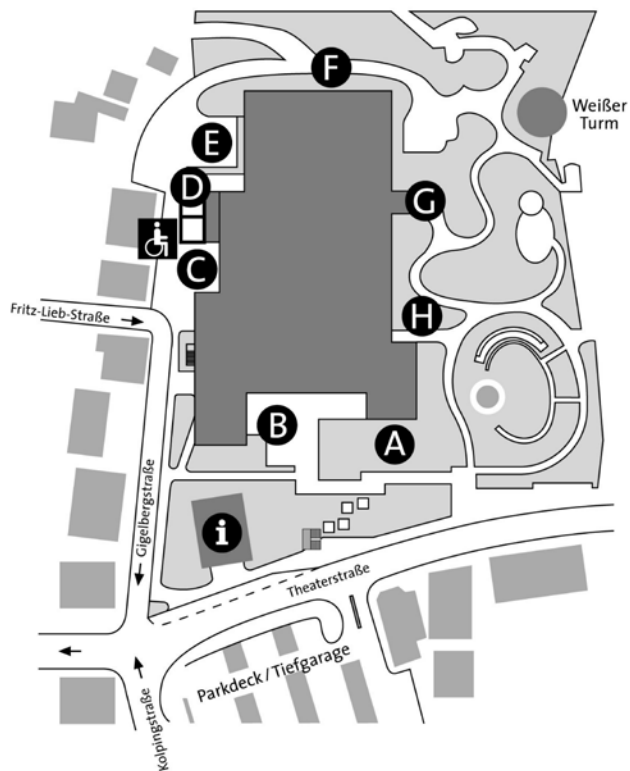 F
Weißer
Turm
E
D
G
C
Fritz-Lieb-Straße
H
B
A
Gigelbergstraße
i
Theaterstraße
Parkdeck/Tiefgarage
Kolpingstraße